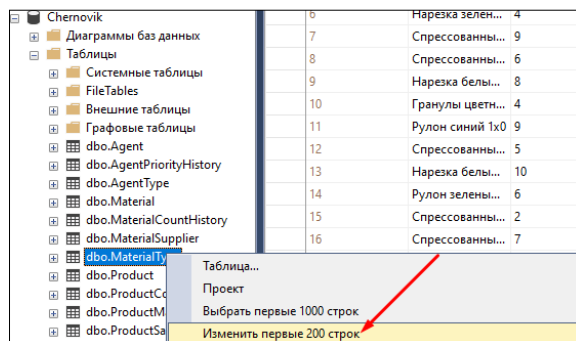 Chernovik
Диаграммы баз данных
Таблицы
Системные таблицы
FileTables
Внешние таблицы
Графовые таблицы
dbo.Agent
dbo.AgentPriorityHistory
dbo.AgentType
dbo.Material
dbo.MaterialCountHistory
dbo.MaterialSupplier
dbo.MaterialTy
dbo.Product
dbo.ProductCo
dbo.ProductM
dbo.ProductSa
6 Нарезка зелен... 4
7 Спрессованны... 9
8 Спрессованны... 6
9 Нарезка белы... 8
10 Гранулы цветн... 4
11 Рулон синий 1x0 9
12 Спрессованны... 5
13 Нарезка белы... 10
14 Рулон зелены... 6
15 Спрессованны... 2
16 Спрессованны... 7
Таблица...
Проект
Выбрать первые 1000 строк
Изменить первые 200 строк